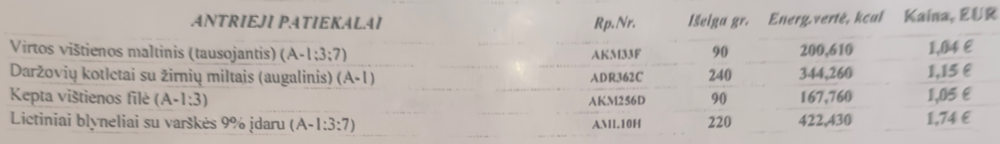 ANTRIEJI PATIEKALAI Rp.Nr. Išeiga gr. Energ.vertė, kcal Kaina, EUR
Virtos vištienos maltinis (tausojantis) (A-1;3;7) AKM33F 90 200,610 1,04 €
Daržovių kotletai su žirnių miltais (augalinis) (A-1) ADR362C 240 344,260 1,15 €
Kepta vištienos filė (A-1:3) AKM256D 90 167,760 1,05 €
Lietiniai blyneliai su varškės 9% įdaru (A-1:3:7) AML10H 220 422,430 1,74 €